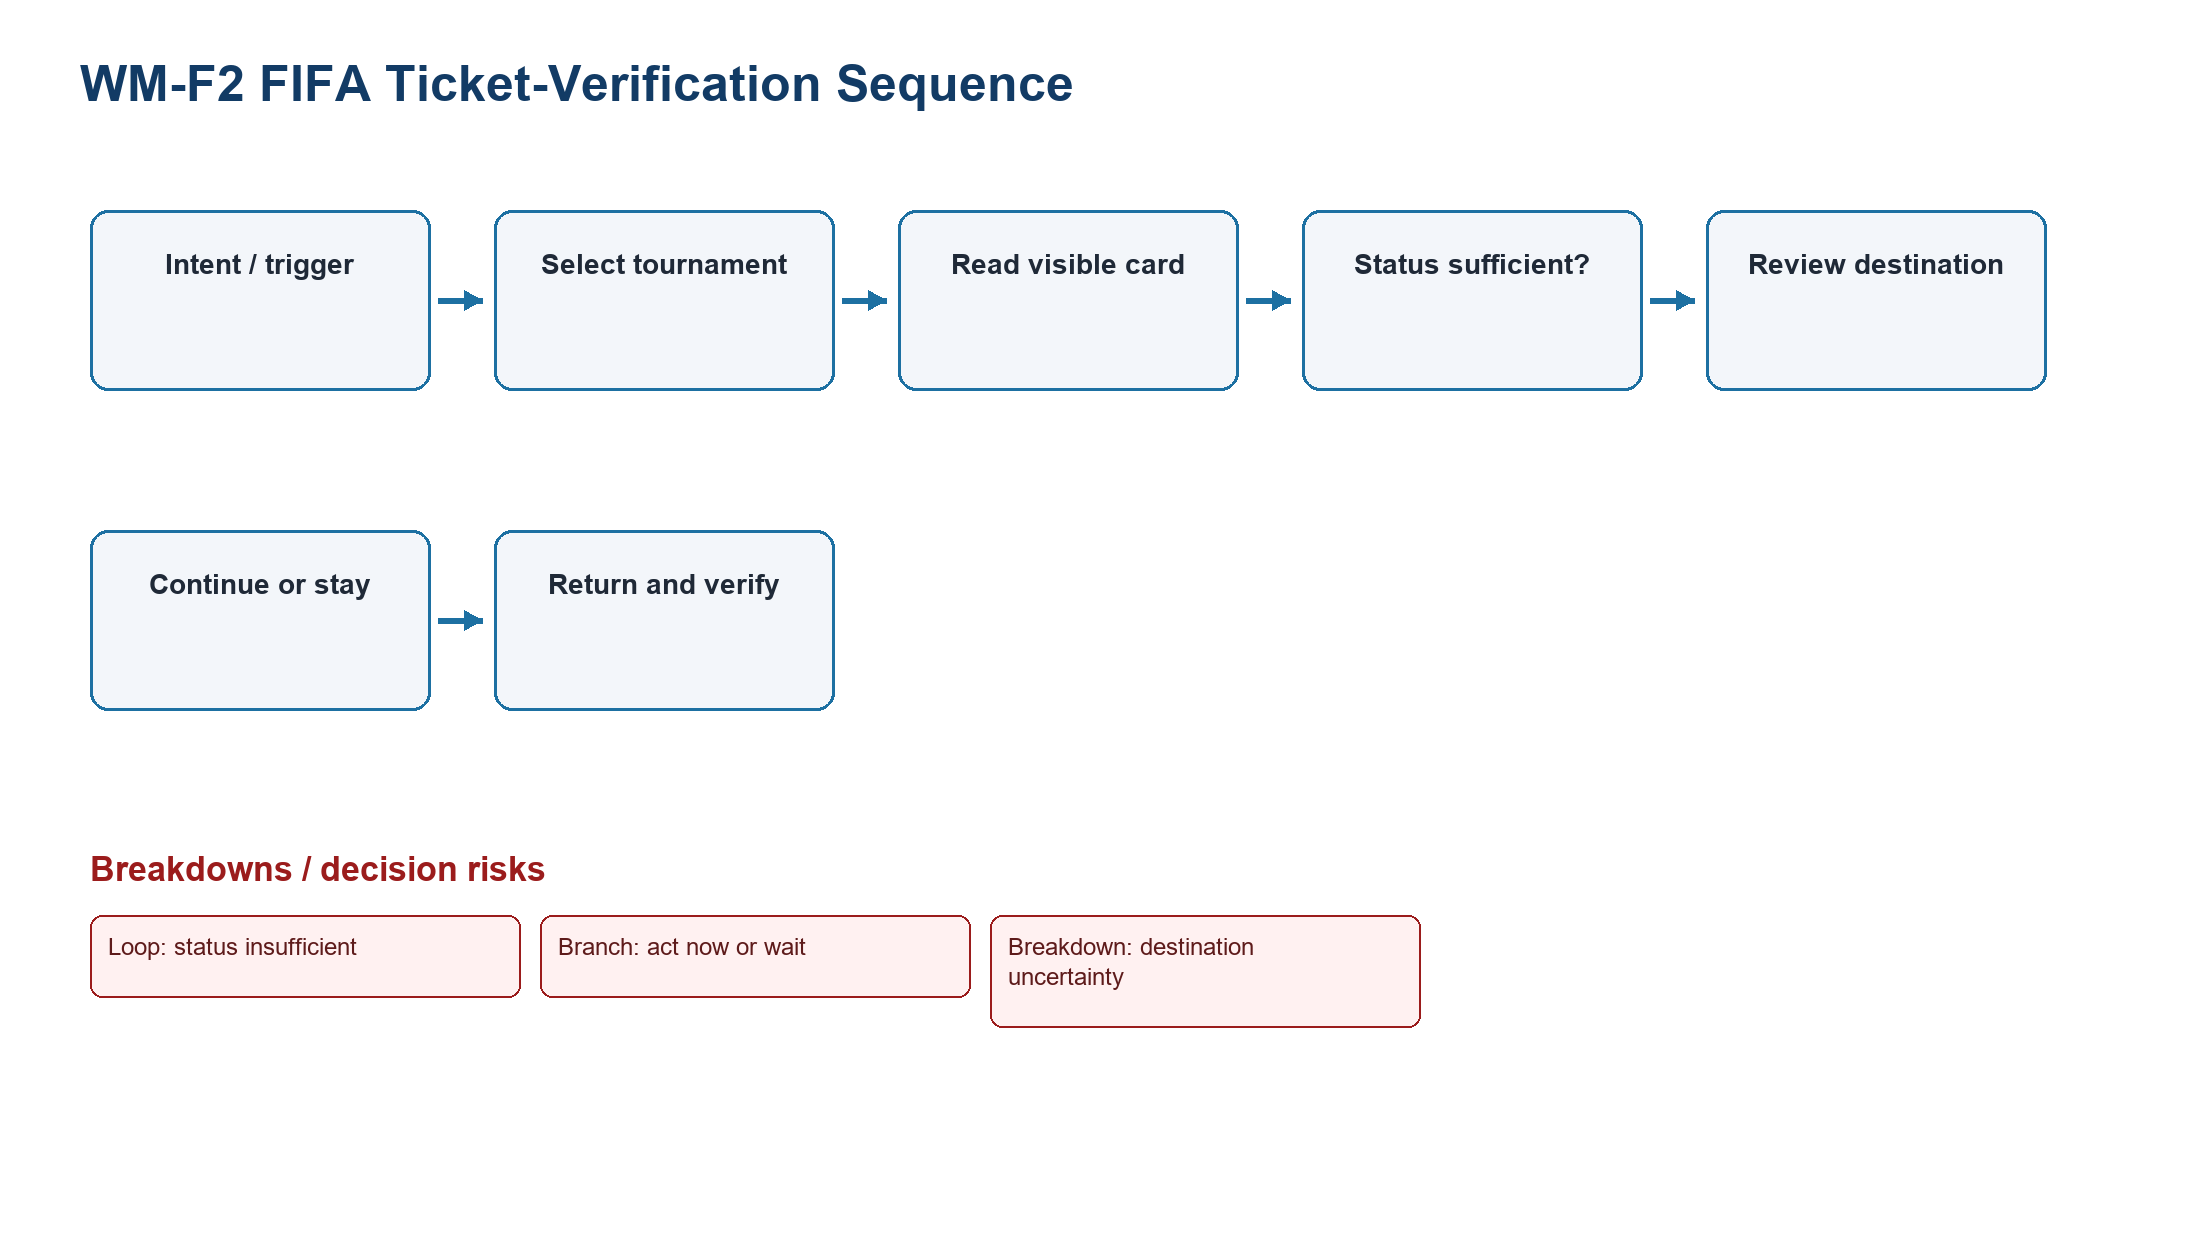 WM-F2 FIFA Ticket-Verification Sequence
Intent / trigger
Select tournament
Read visible card
Status sufficient?
Review destination
Continue or stay
Return and verify
Breakdowns / decision risks
Loop: status insufficient
Branch: act now or wait
Breakdown: destination
uncertainty